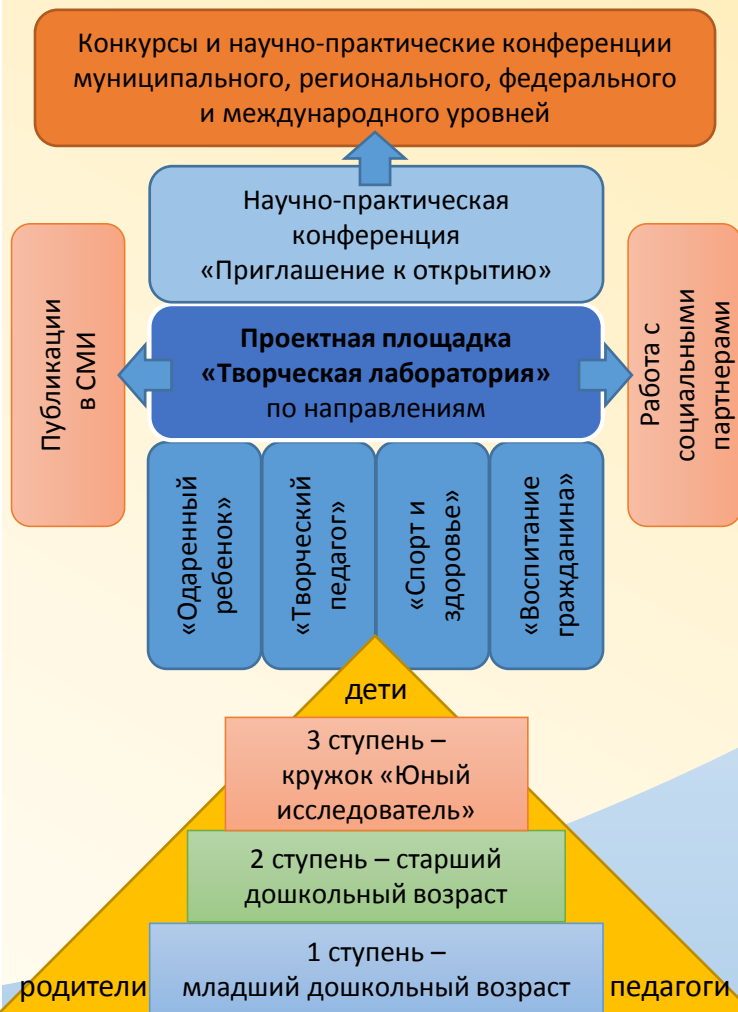 Конкурсы и научно-практические конференции
муниципального, регионального, федерального
и международного уровней
Научно-практическая
конференция
«Приглашение к открытию»
Публикации
в СМИ
Проектная площадка
«Творческая лаборатория»
по направлениям
Работа с
социальными
партнерами
«Одаренный
ребенок»
«Творческий
педагог»
«Спорт и
здоровье»
«Воспитание
гражданина»
дети
3 ступень –
кружок «Юный
исследователь»
2 ступень – старший
дошкольный возраст
1 ступень –
младший дошкольный возраст
родители
педагоги